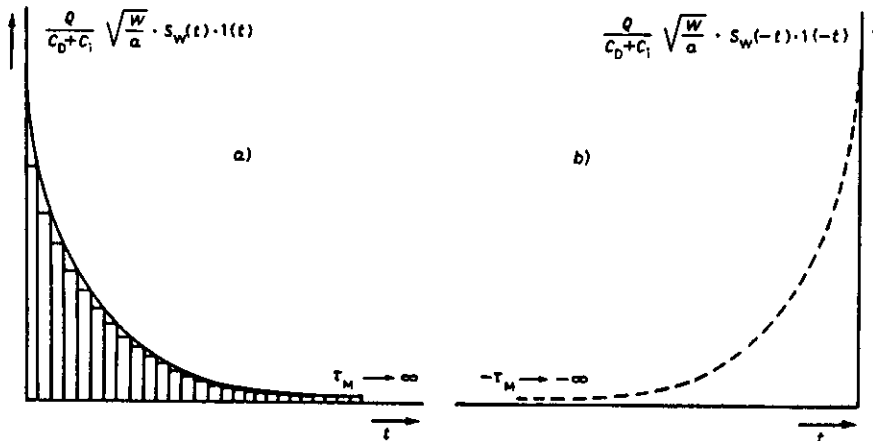 Q/(C_D+C_i) √(W/a) · S_W(t)·1(t)
Q/(C_D+C_i) √(W/a) · S_W(-t)·1(-t)
a)
b)
τ_M → ∞
-τ_M → -∞
t
t